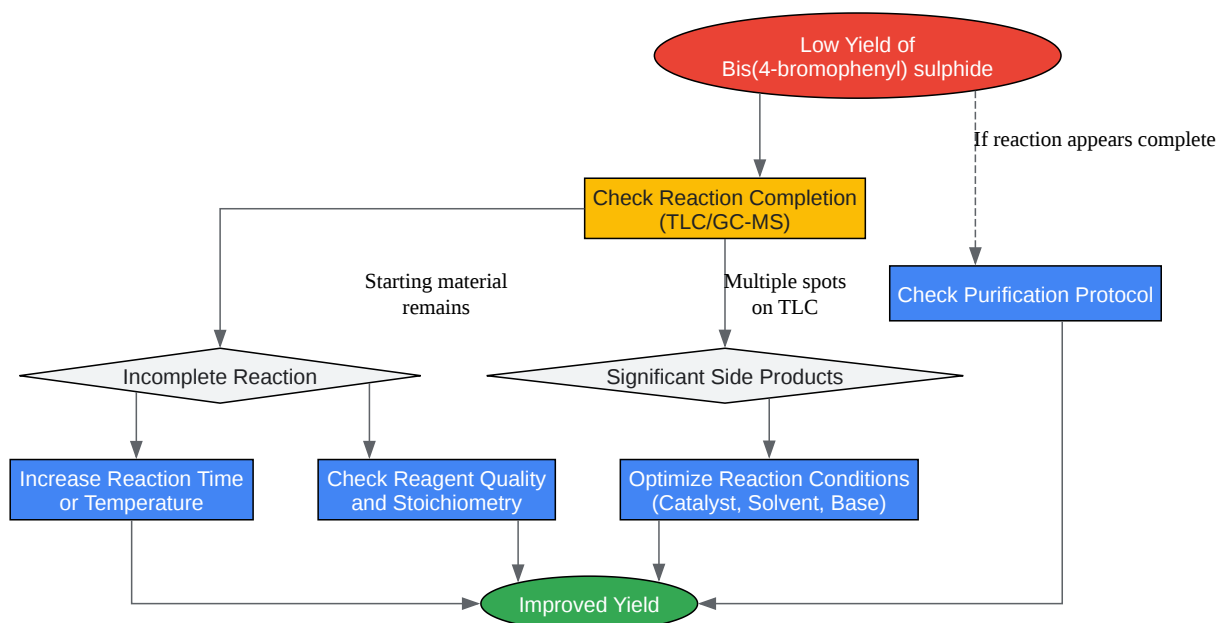 Low Yield of
Bis(4-bromophenyl) sulphide
If reaction appears complete
Check Reaction Completion
(TLC/GC-MS)
Starting material
remains
Multiple spots
on TLC
Check Purification Protocol
Incomplete Reaction
Significant Side Products
Increase Reaction Time
or Temperature
Check Reagent Quality
and Stoichiometry
Optimize Reaction Conditions
(Catalyst, Solvent, Base)
Improved Yield